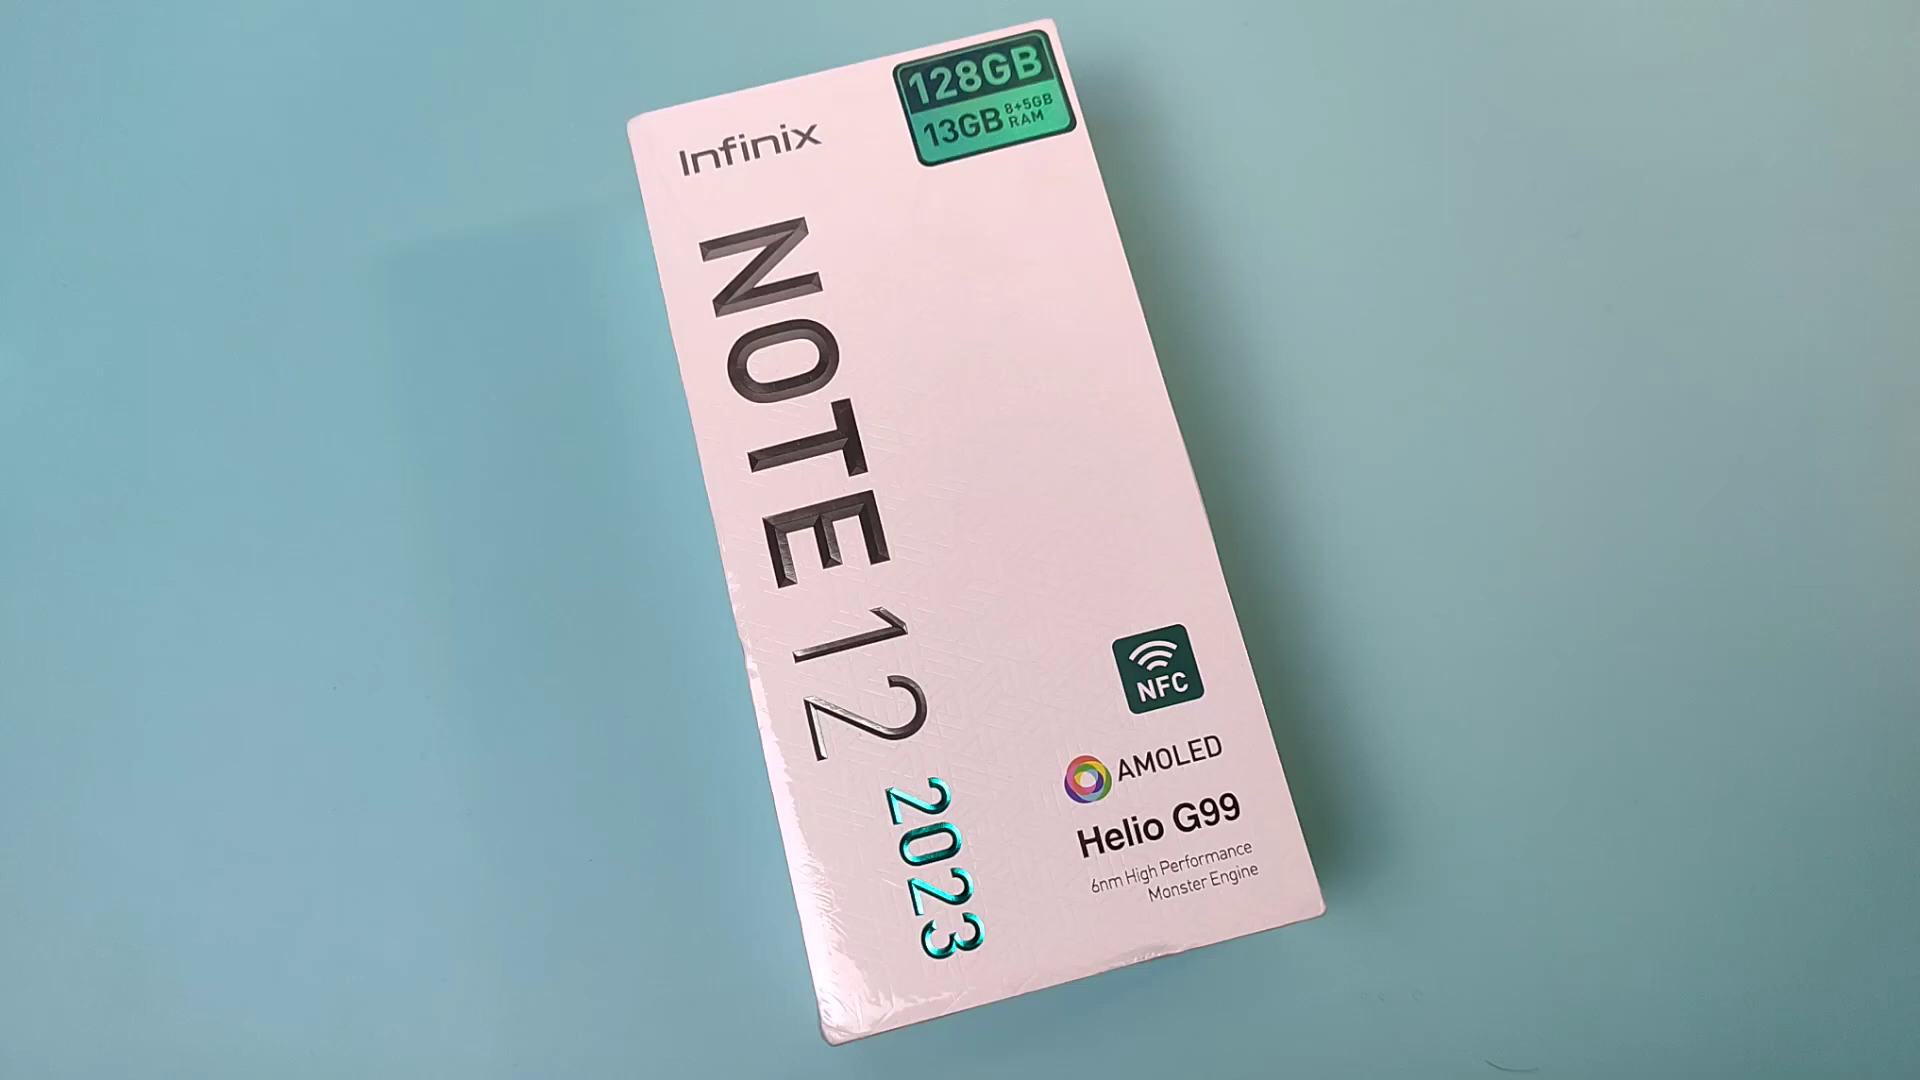 Infinix
128GB
13GB 8+5GB RAM
NOTE 12
2023
NFC
AMOLED
Helio G99
6nm High Performance
Monster Engine